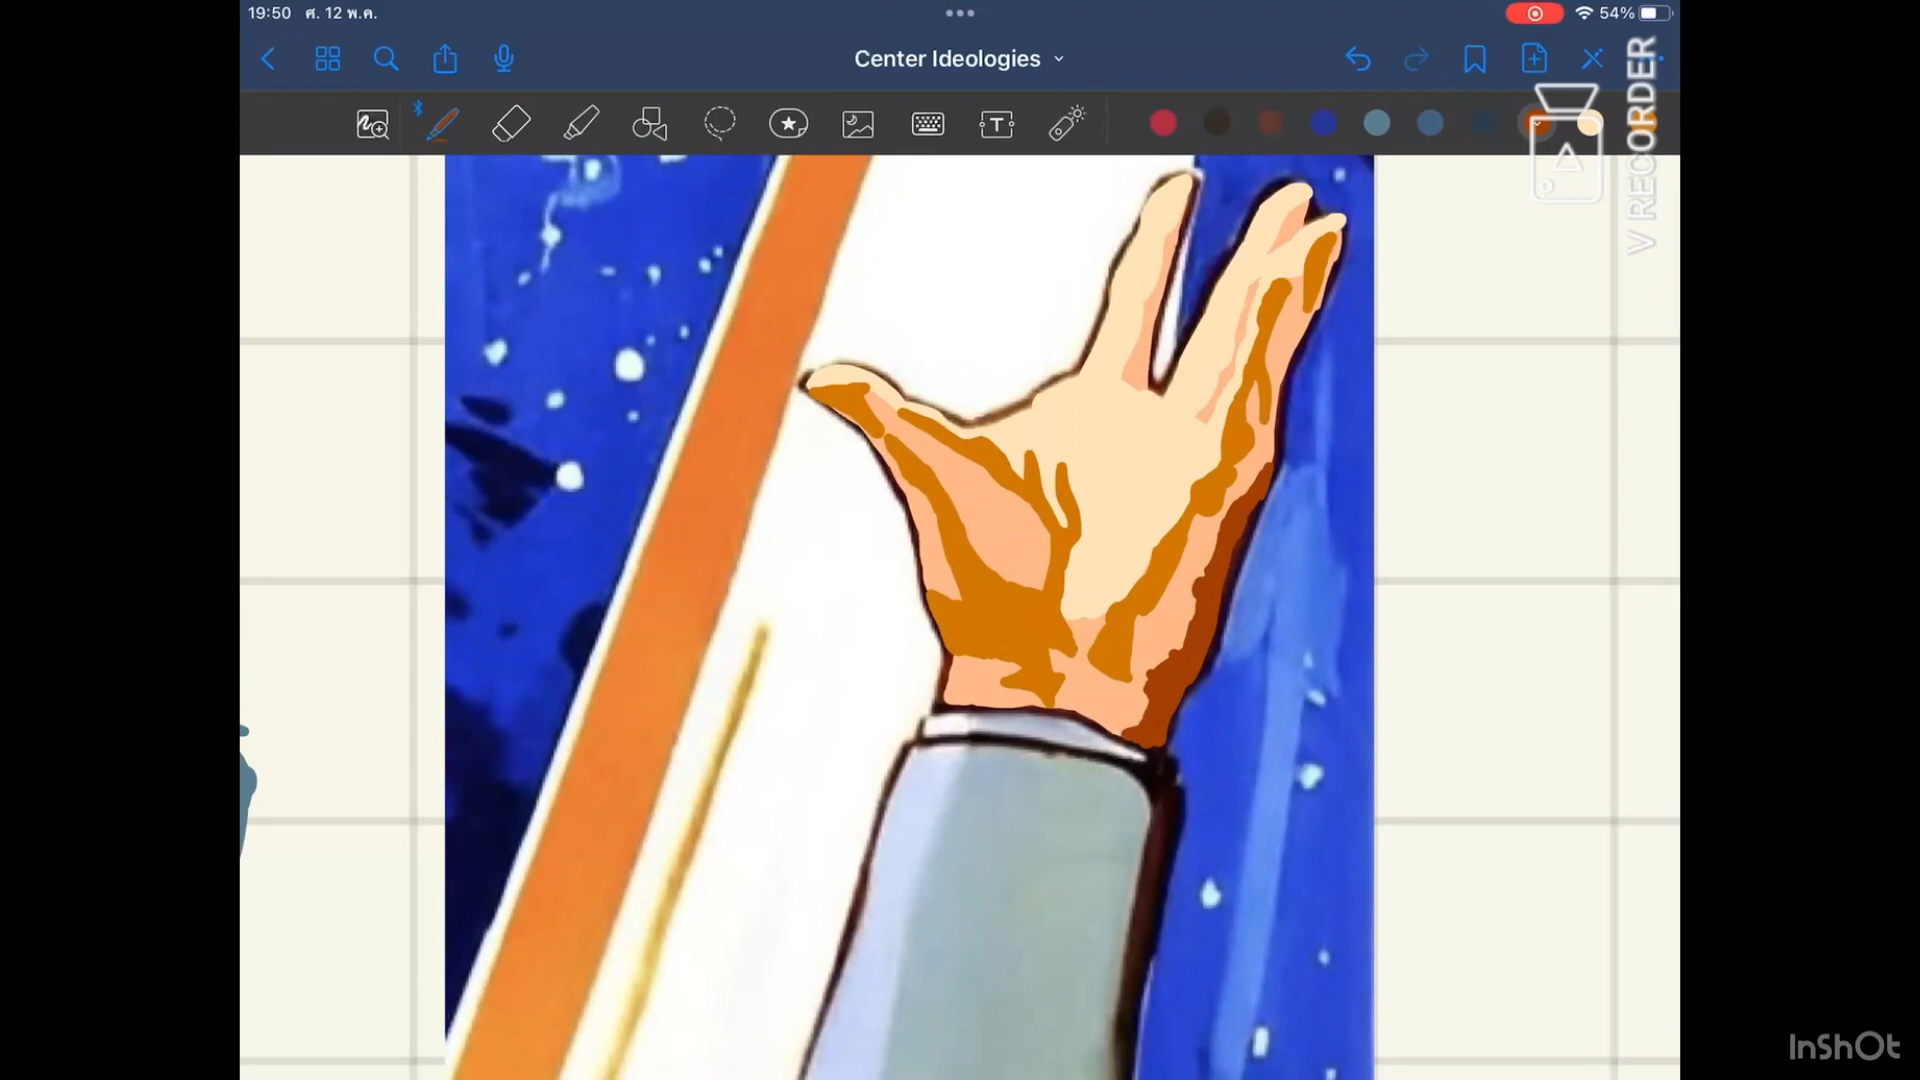 19:50 ศ. 12 พ.ค.
54%
Center Ideologies
V RECORDER
InShOt